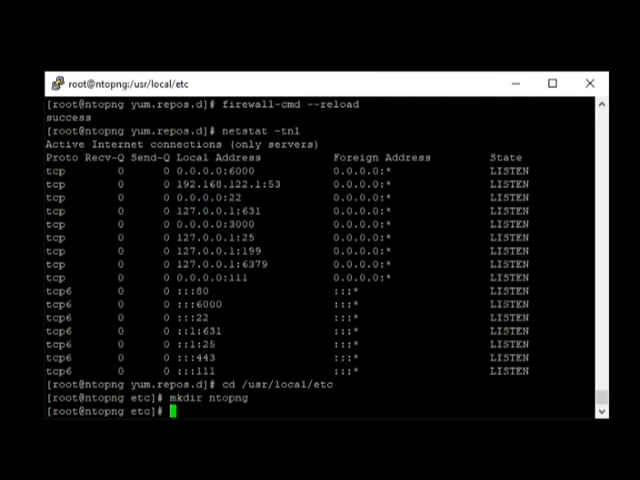 root@ntopng:/usr/local/etc
[root@ntopng yum.repos.d]# firewall-cmd --reload
success
[root@ntopng yum.repos.d]# netstat -tnl
Active Internet connections (only servers)
Proto Recv-Q Send-Q Local Address Foreign Address State
tcp 0 0 0.0.0.0:6000 0.0.0.0:* LISTEN
tcp 0 0 192.168.122.1:53 0.0.0.0:* LISTEN
tcp 0 0 0.0.0.0:22 0.0.0.0:* LISTEN
tcp 0 0 127.0.0.1:631 0.0.0.0:* LISTEN
tcp 0 0 0.0.0.0:3000 0.0.0.0:* LISTEN
tcp 0 0 127.0.0.1:25 0.0.0.0:* LISTEN
tcp 0 0 127.0.0.1:199 0.0.0.0:* LISTEN
tcp 0 0 127.0.0.1:6379 0.0.0.0:* LISTEN
tcp 0 0 0.0.0.0:111 0.0.0.0:* LISTEN
tcp6 0 0 :::80 :::* LISTEN
tcp6 0 0 :::6000 :::* LISTEN
tcp6 0 0 :::22 :::* LISTEN
tcp6 0 0 ::1:631 :::* LISTEN
tcp6 0 0 ::1:25 :::* LISTEN
tcp6 0 0 :::443 :::* LISTEN
tcp6 0 0 :::111 :::* LISTEN
[root@ntopng yum.repos.d]# cd /usr/local/etc
[root@ntopng etc]# mkdir ntopng
[root@ntopng etc]#